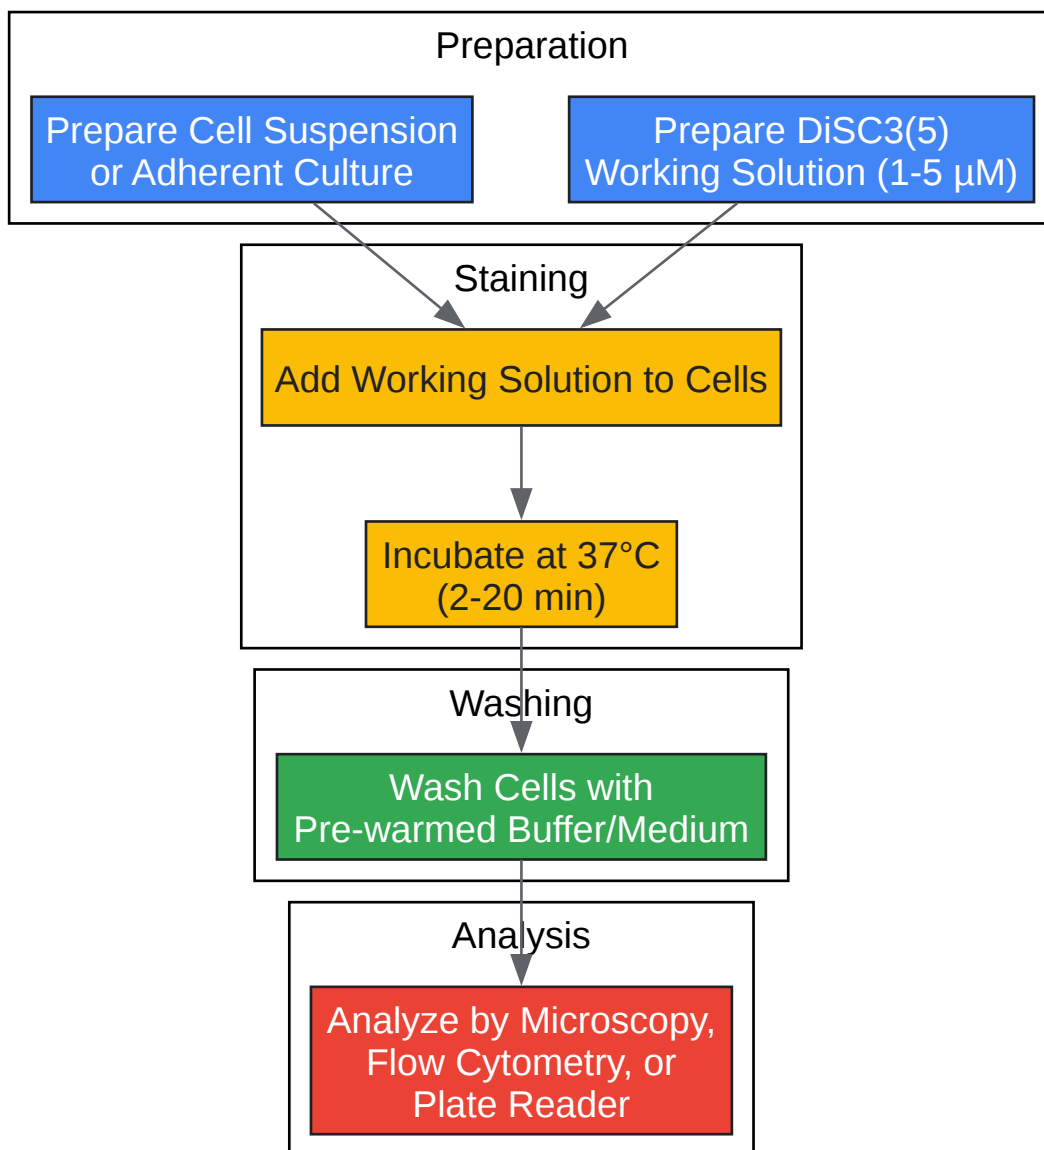 Preparation
Prepare Cell Suspension
or Adherent Culture
Prepare DiSC3(5)
Working Solution (1-5 µM)
Staining
Add Working Solution to Cells
Incubate at 37°C
(2-20 min)
Washing
Wash Cells with
Pre-warmed Buffer/Medium
Analysis
Analyze by Microscopy,
Flow Cytometry, or
Plate Reader